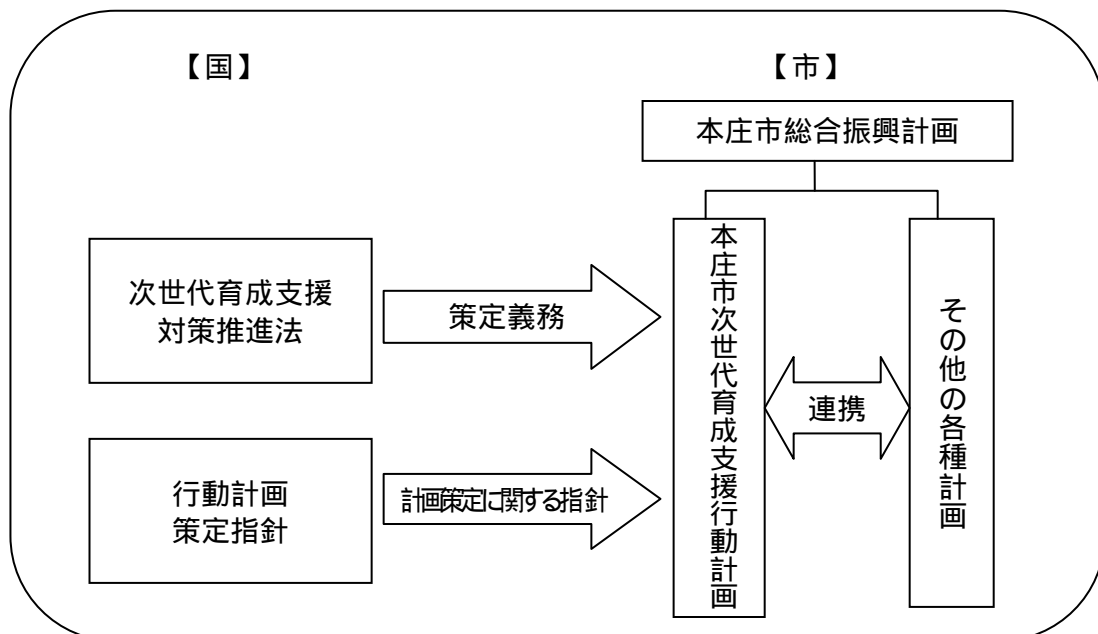 【国】
【市】
本庄市総合振興計画
次世代育成支援
対策推進法
策定義務
行動計画
策定指針
計画策定に関する指針
本庄市次世代育成支援行動計画
連携
その他の各種計画